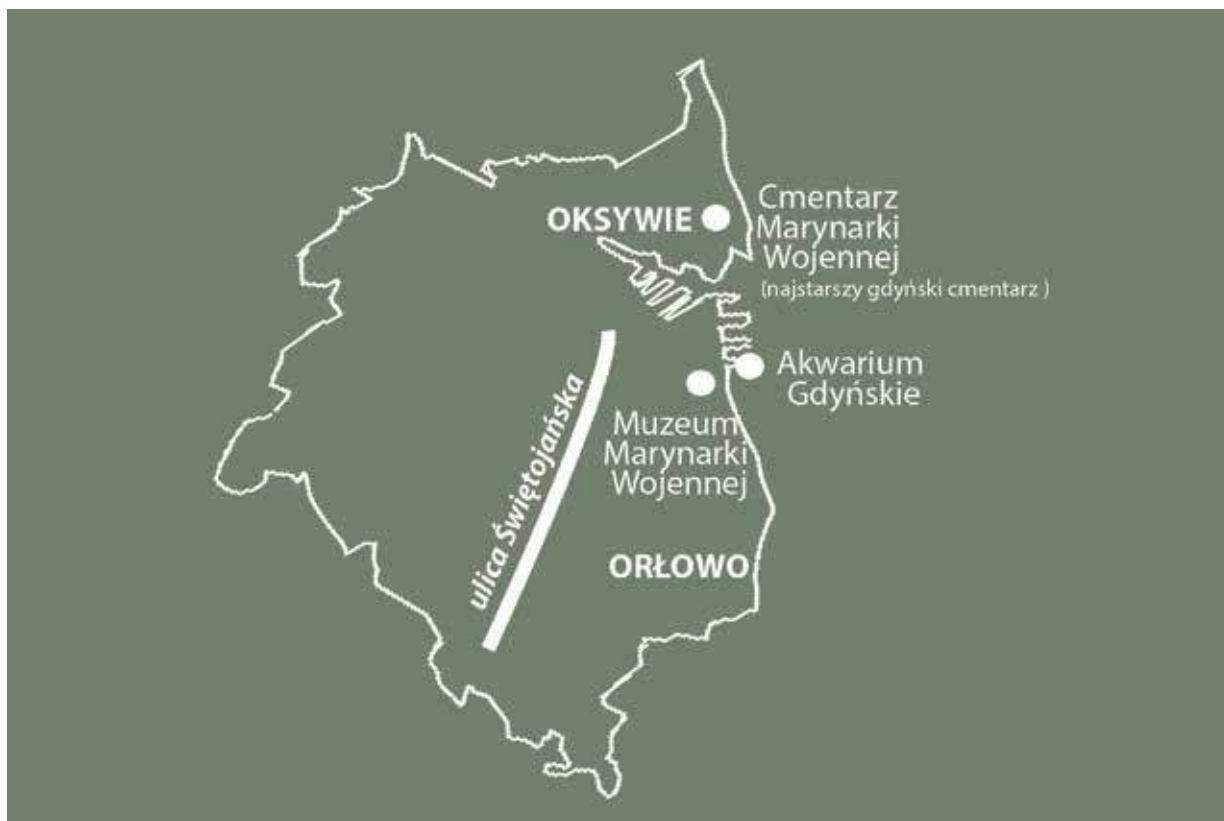 OKSYWIE
Cmentarz
Marynarki
Wojennej
(najstarszy gdyński cmentarz )
Akwarium
Gdyńskie
ulica Świętojańska
Muzeum
Marynarki
Wojennej
ORŁOWO